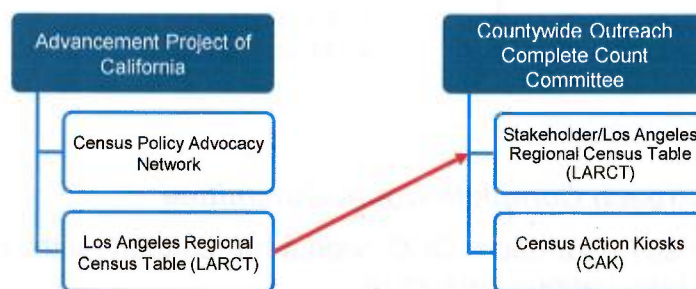 Advancement Project of
California
Census Policy Advocacy
Network
Los Angeles Regional
Census Table (LARCT)
Countywide Outreach
Complete Count
Committee
Stakeholder/Los Angeles
Regional Census Table
(LARCT)
Census Action Kiosks
(CAK)